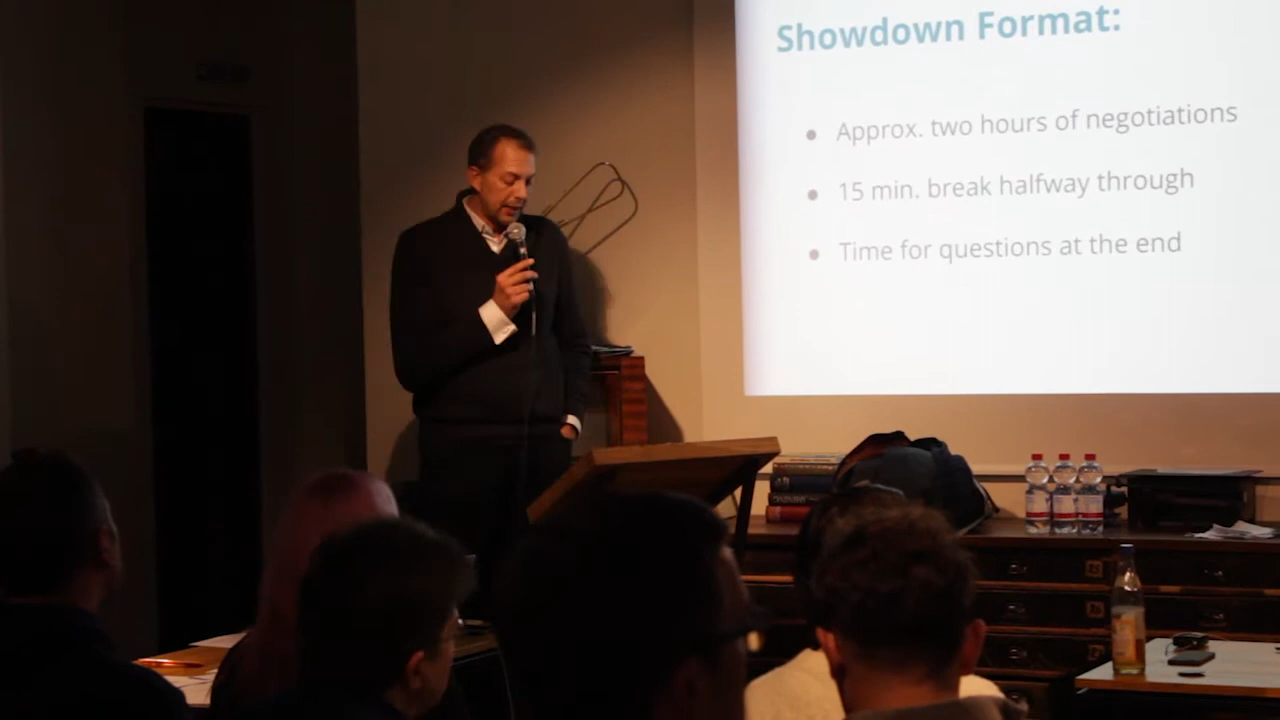 Showdown Format:
Approx. two hours of negotiations
15 min. break halfway through
Time for questions at the end